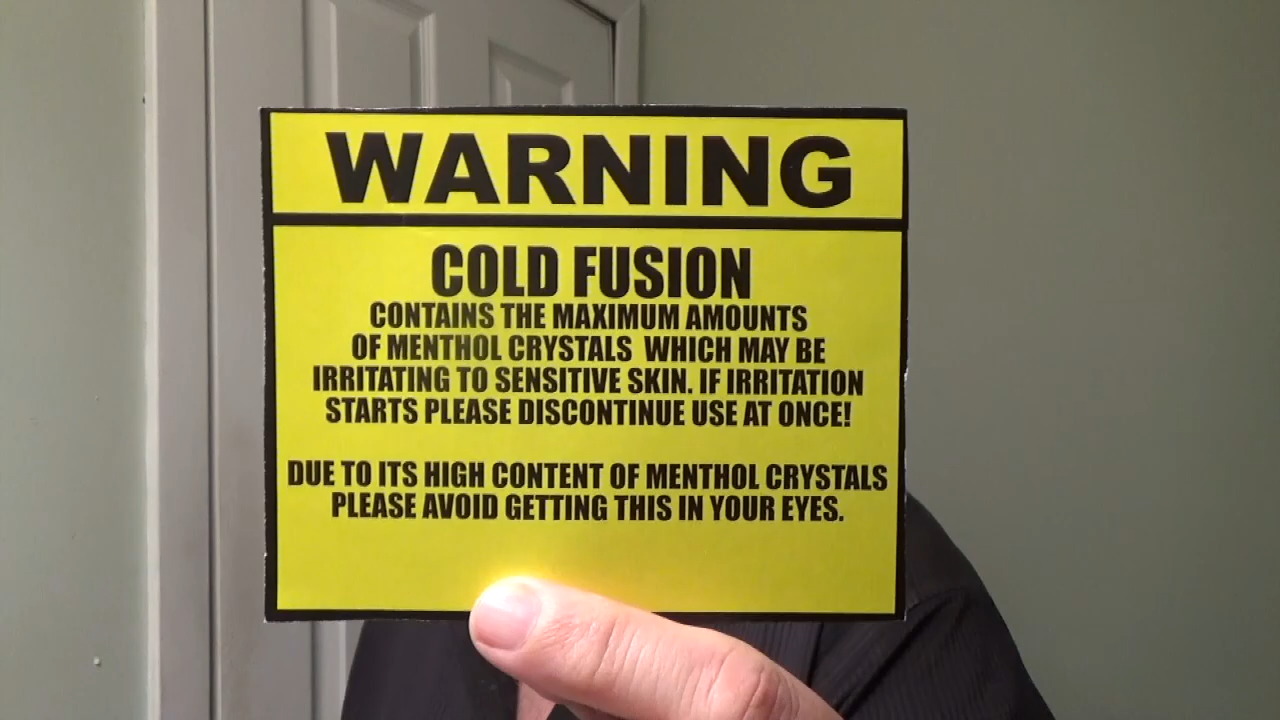 WARNING
COLD FUSION
CONTAINS THE MAXIMUM AMOUNTS
OF MENTHOL CRYSTALS WHICH MAY BE
IRRITATING TO SENSITIVE SKIN. IF IRRITATION
STARTS PLEASE DISCONTINUE USE AT ONCE!
DUE TO ITS HIGH CONTENT OF MENTHOL CRYSTALS
PLEASE AVOID GETTING THIS IN YOUR EYES.